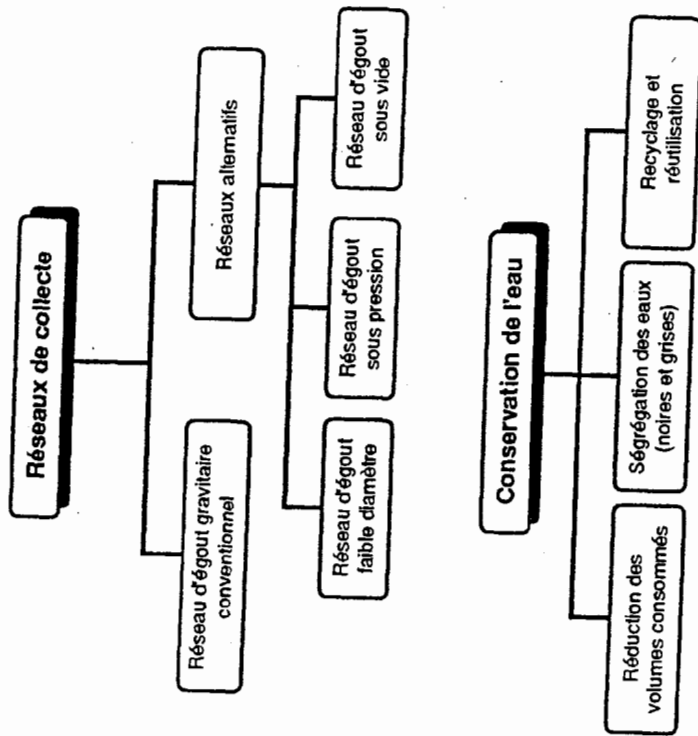 Réseaux de collecte
Réseau d'égout gravitaire
conventionnel
Réseaux alternatifs
Réseau d'égout
faible diamètre
Réseau d'égout
sous pression
Réseau d'égout
sous vide
Conservation de l'eau
Réduction des
volumes consommés
Ségrégation des eaux
(noires et grises)
Recyclage et
réutilisation